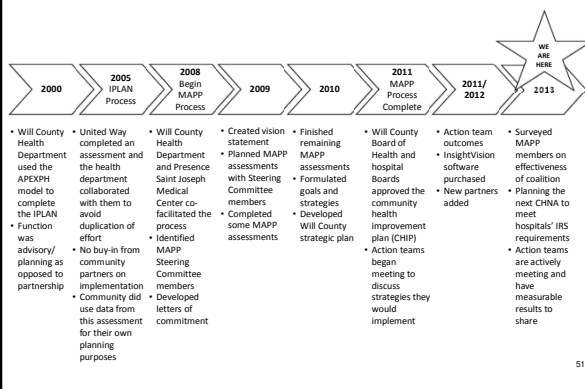 WE
ARE
HERE
2000
2005
IPLAN
Process
2008
Begin
MAPP
Process
2009
2010
2011
MAPP
Process
Complete
2011/
2012
2013
• Will County
Health
Department
used the
APEXPH
model to
complete
the IPLAN
• Function
was
advisory/
planning as
opposed to
partnership
• United Way
completed an
assessment and
the health
department
collaborated
with them to
avoid
duplication of
effort
• No buy-in from
community
partners on
implementation
• Community did
use data from
this assessment
for their own
planning
purposes
• Will County
Health
Department
and Presence
Saint Joseph
Medical
Center co-
facilitated the
process
• Identified
MAPP
Steering
Committee
members
• Developed
letters of
commitment
• Created vision
statement
• Planned MAPP
assessments
with Steering
Committee
members
• Completed
some MAPP
assessments
• Finished
remaining
MAPP
assessments
• Formulated
goals and
strategies
• Developed
Will County
strategic plan
• Will County
Board of
Health and
hospital
Boards
approved the
community
health
improvement
plan (CHIP)
• Action teams
began
meeting to
discuss
strategies they
would
implement
• Action team
outcomes
• InsightVision
software
purchased
• New partners
added
• Surveyed
MAPP
members on
effectiveness
of coalition
• Planning the
next CHNA to
meet
hospitals' IRS
requirements
• Action teams
are actively
meeting and
have
measurable
results to
share
51